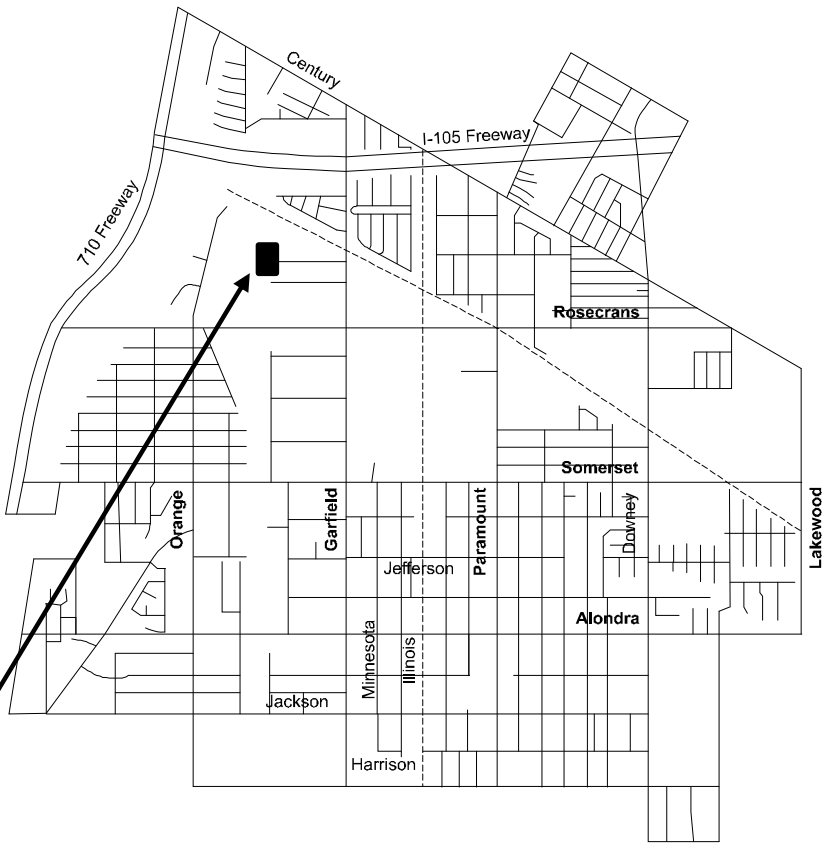 Century
I-105 Freeway
710 Freeway
Rosecrans
Somerset
Orange
Garfield
Paramount
Downey
Lakewood
Jefferson
Alondra
Minnesota
Illinois
Jackson
Harrison